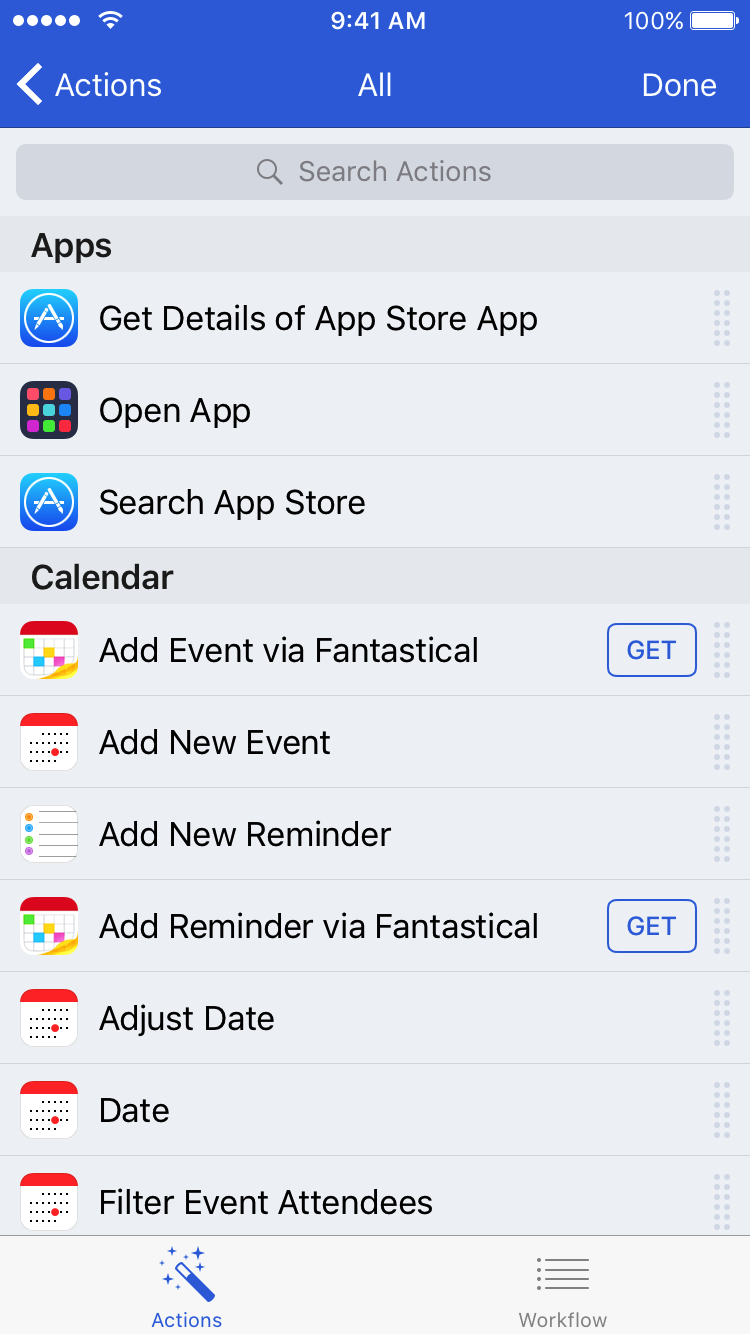 9:41 AM
100%
Actions
All
Done
Search Actions
Apps
Get Details of App Store App
Open App
Search App Store
Calendar
Add Event via Fantastical
GET
Add New Event
Add New Reminder
Add Reminder via Fantastical
GET
Adjust Date
Date
Filter Event Attendees
Actions
Workflow